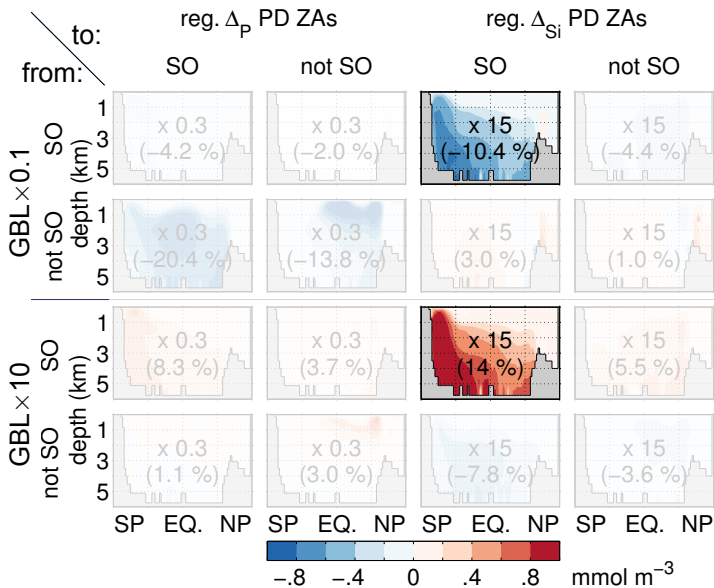 reg. Δ_P PD ZAs reg. Δ_Si PD ZAs
to:
from: SO not SO SO not SO
GBL×0.1
SO
depth (km)
1 3 5
× 0.3 × 0.3 × 15 × 15
(−4.2 %) (−2.0 %) (−10.4 %) (−4.4 %)
not SO
1 3 5
× 0.3 × 0.3 × 15 × 15
(−20.4 %) (−13.8 %) (3.0 %) (1.0 %)
GBL×10
SO
depth (km)
1 3 5
× 0.3 × 0.3 × 15 × 15
(8.3 %) (3.7 %) (14 %) (5.5 %)
not SO
1 3 5
× 0.3 × 0.3 × 15 × 15
(1.1 %) (3.0 %) (−7.8 %) (−3.6 %)
SP EQ. NP SP EQ. NP SP EQ. NP SP EQ. NP
−.8 −.4 0 .4 .8 mmol m⁻³